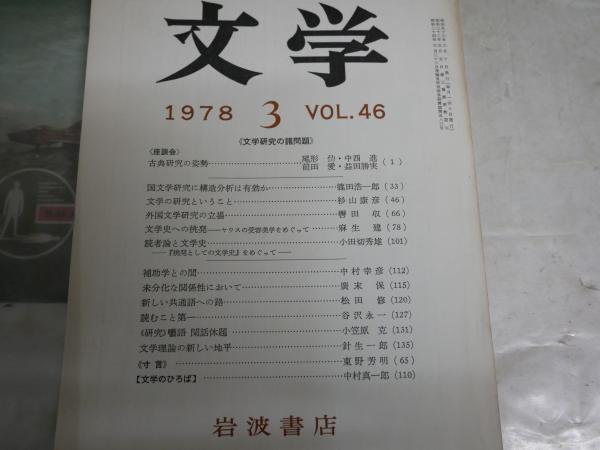 文学
1978 3 VOL.46
《文学研究の諸問題》
〈座談会〉
古典研究の姿勢 尾形 仂・中西 進 前田 愛・益田勝実 (1)
国文学研究に構造分析は有効か 篠田浩一郎 (33)
文学の研究ということ 杉山康彦 (46)
外国文学研究の立場 轡田 収 (66)
文学史への挑発――ヤウスの受容美学をめぐって 麻生 建 (78)
読者論と文学史 小田切秀雄 (101)
――『挑発としての文学史』をめぐって――
補助学との間 中村幸彦 (112)
未分化な関係性において 廣末 保 (115)
新しい共通語への路 松田 修 (120)
読むこと第一 谷沢永一 (127)
〈研究〉囈語 閑話休題 小笠原 克 (131)
文学理論の新しい地平 針生一郎 (135)
《寸言》 東野芳明 (65)
【文学のひろば】 中村真一郎 (110)
岩波書店